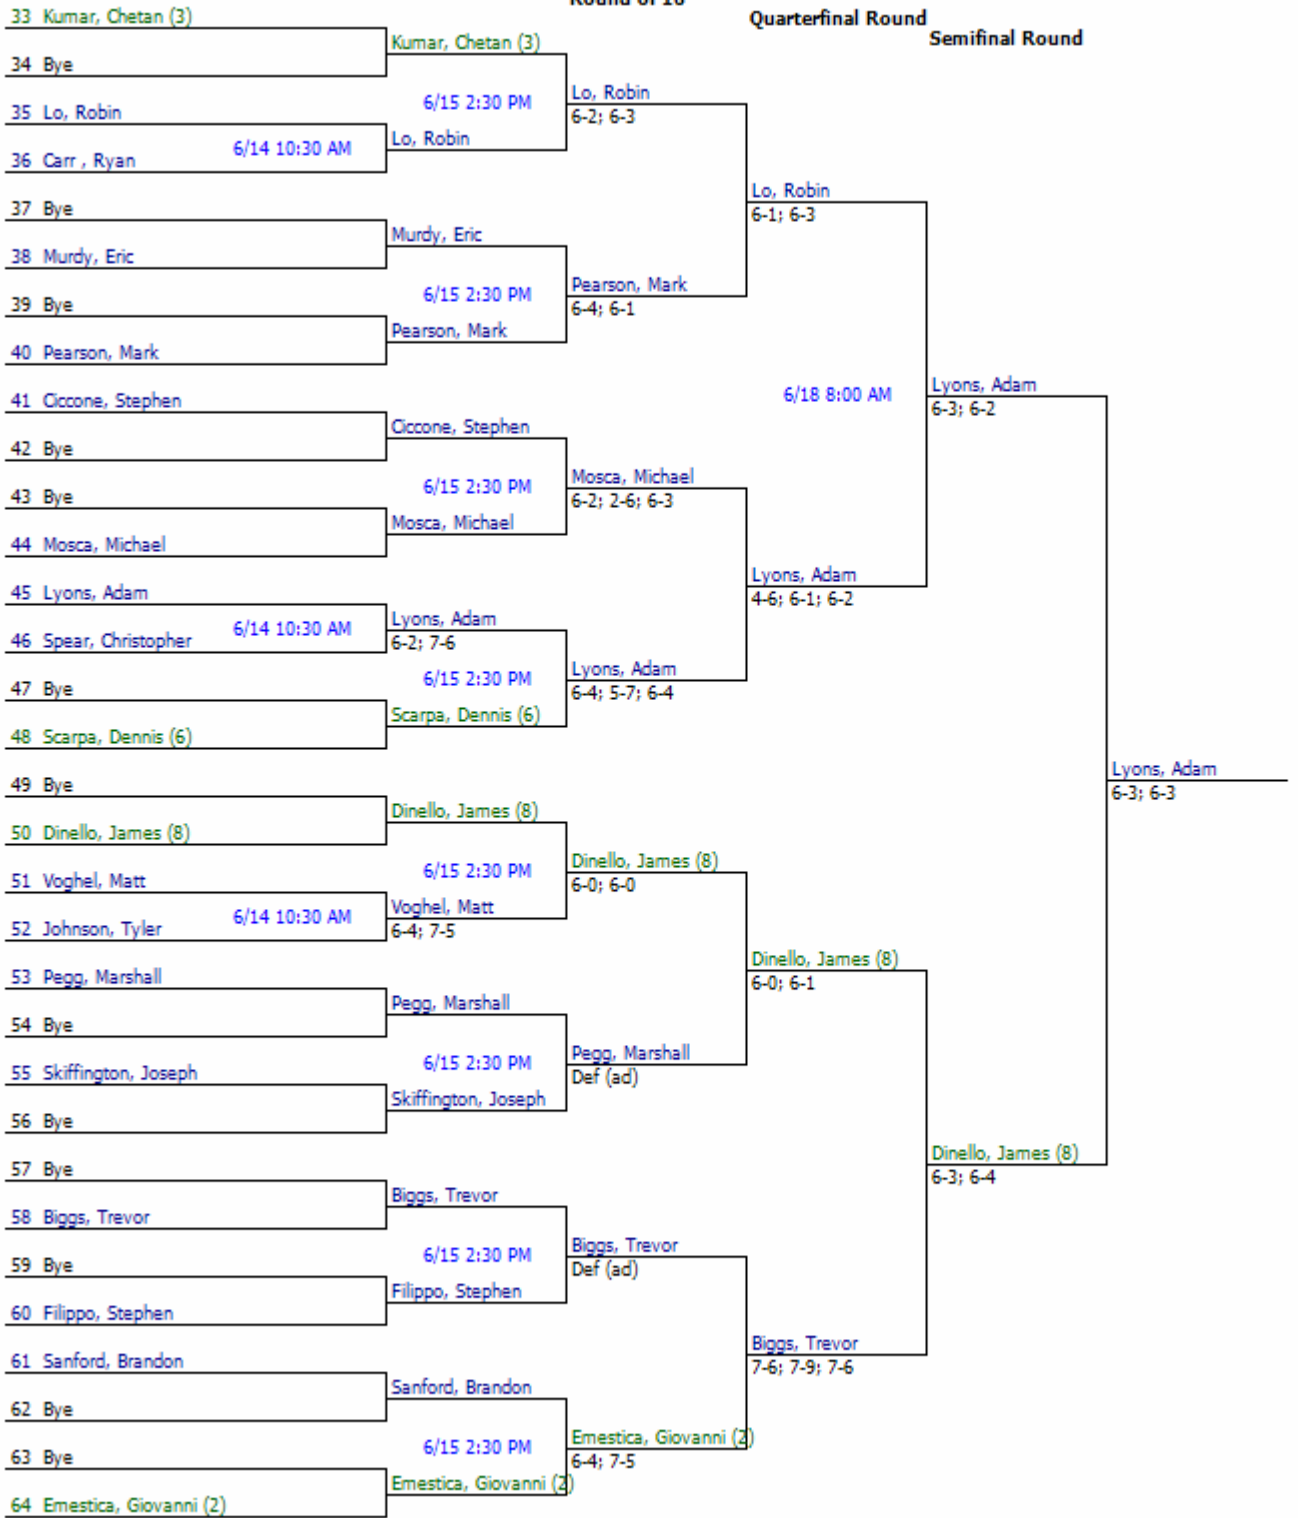 Round of 16
Quarterfinal Round
Semifinal Round
33 Kumar, Chetan (3)
Kumar, Chetan (3)
34 Bye
6/15 2:30 PM
Lo, Robin
6-2; 6-3
35 Lo, Robin
6/14 10:30 AM
Lo, Robin
36 Carr , Ryan
Lo, Robin
6-1; 6-3
37 Bye
Murdy, Eric
38 Murdy, Eric
6/15 2:30 PM
Pearson, Mark
6-4; 6-1
39 Bye
Pearson, Mark
40 Pearson, Mark
6/18 8:00 AM
Lyons, Adam
6-3; 6-2
41 Ciccone, Stephen
Ciccone, Stephen
42 Bye
6/15 2:30 PM
Mosca, Michael
6-2; 2-6; 6-3
43 Bye
Mosca, Michael
44 Mosca, Michael
Lyons, Adam
4-6; 6-1; 6-2
45 Lyons, Adam
6/14 10:30 AM
Lyons, Adam
6-2; 7-6
46 Spear, Christopher
6/15 2:30 PM
Lyons, Adam
6-4; 5-7; 6-4
47 Bye
Scarpa, Dennis (6)
48 Scarpa, Dennis (6)
Lyons, Adam
6-3; 6-3
49 Bye
Dinello, James (8)
50 Dinello, James (8)
6/15 2:30 PM
Dinello, James (8)
6-0; 6-0
51 Voghel, Matt
6/14 10:30 AM
Voghel, Matt
6-4; 7-5
52 Johnson, Tyler
Dinello, James (8)
6-0; 6-1
53 Pegg, Marshall
Pegg, Marshall
54 Bye
6/15 2:30 PM
Pegg, Marshall
Def (ad)
55 Skiffington, Joseph
Skiffington, Joseph
56 Bye
Dinello, James (8)
6-3; 6-4
57 Bye
Biggs, Trevor
58 Biggs, Trevor
6/15 2:30 PM
Biggs, Trevor
Def (ad)
59 Bye
Filippo, Stephen
60 Filippo, Stephen
Biggs, Trevor
7-6; 7-9; 7-6
61 Sanford, Brandon
Sanford, Brandon
62 Bye
6/15 2:30 PM
Emestica, Giovanni (2)
6-4; 7-5
63 Bye
Emestica, Giovanni (2)
64 Emestica, Giovanni (2)